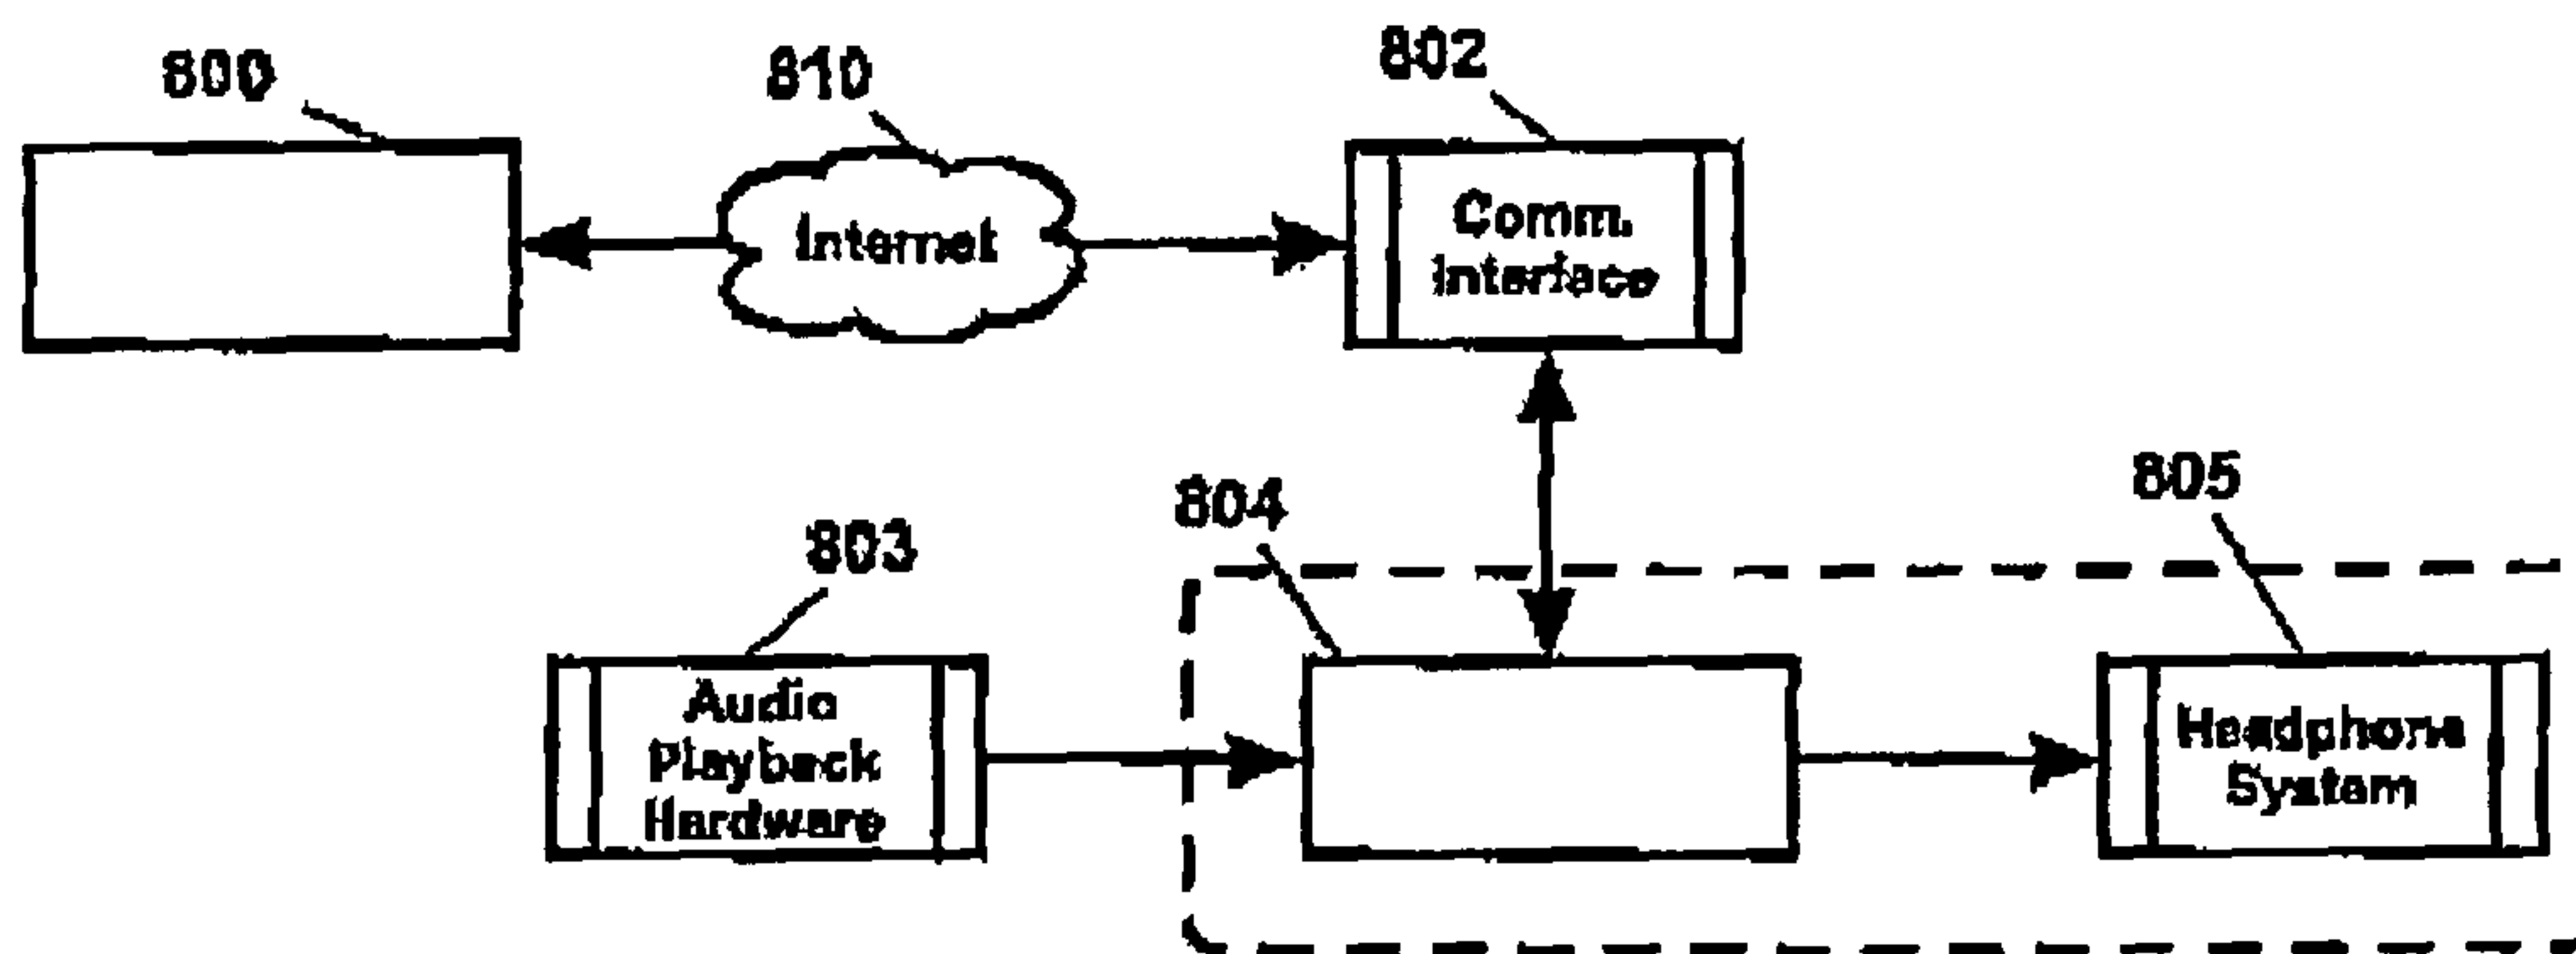 800
810
802
Internet
Comm.
Interface
804
805
803
Audio
Playback
Hardware
Headphone
System